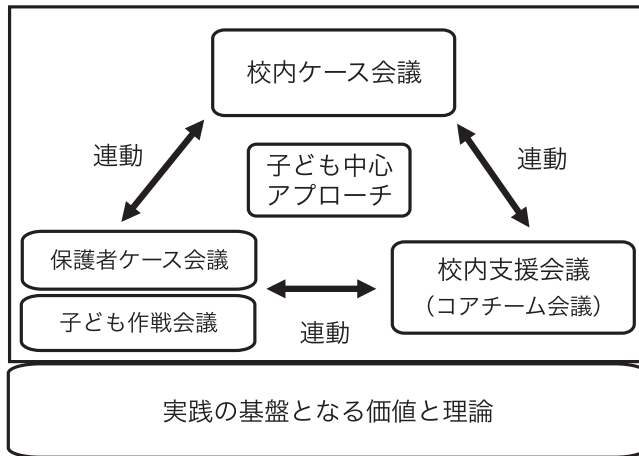 校内ケース会議
連動
連動
子ども中心
アプローチ
保護者ケース会議
子ども作戦会議
連動
校内支援会議
（コアチーム会議）
実践の基盤となる価値と理論